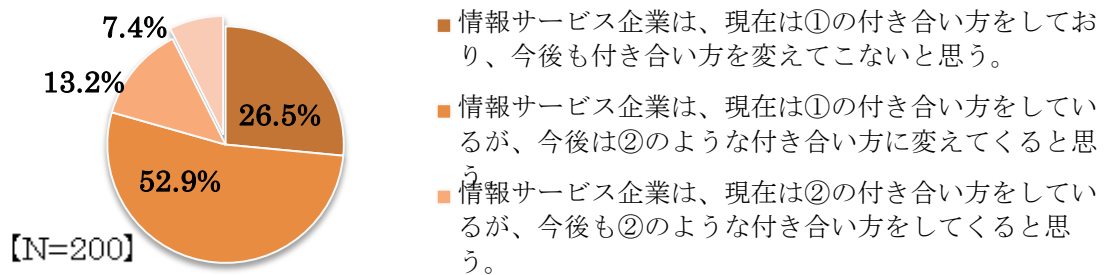 7.4%
13.2%
26.5%
52.9%
【N=200】
■情報サービス企業は、現在は①の付き合い方をしてお
り、今後も付き合い方を変えてこないと思う。
■情報サービス企業は、現在は①の付き合い方をしてい
るが、今後は②のような付き合い方に変えてくると思
う。
■情報サービス企業は、現在は②の付き合い方をしてい
るが、今後も②のような付き合い方をしてくると思
う。